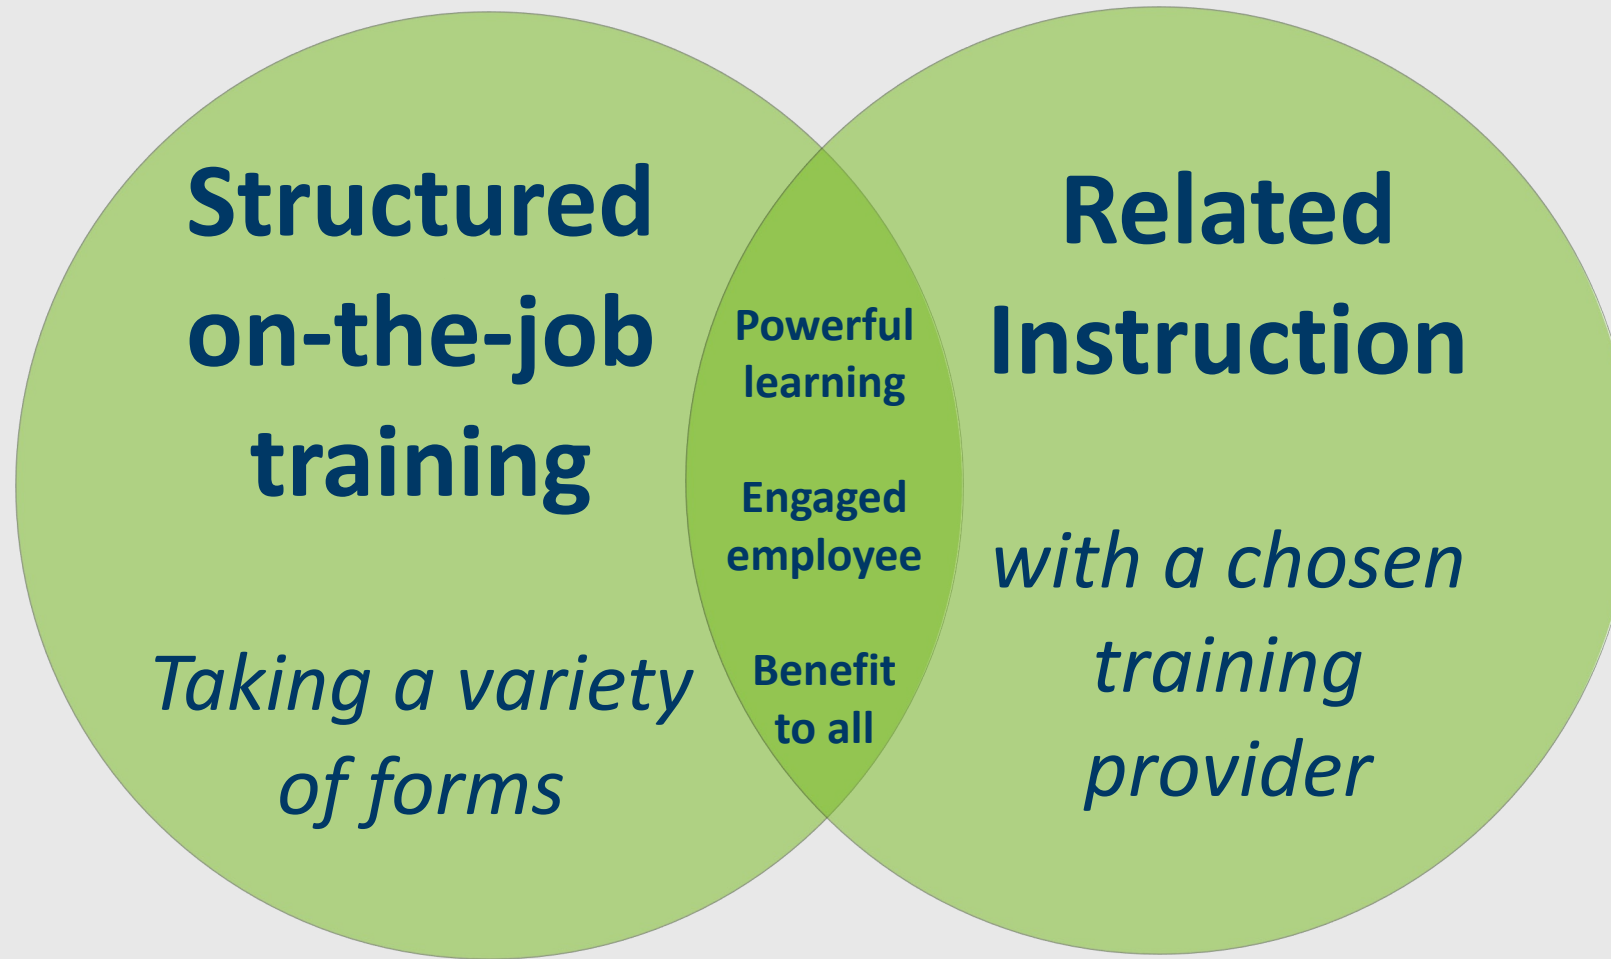 Structured
on-the-job
training
Taking a variety
of forms
Powerful
learning
Engaged
employee
Benefit
to all
Related
Instruction
with a chosen
training
provider